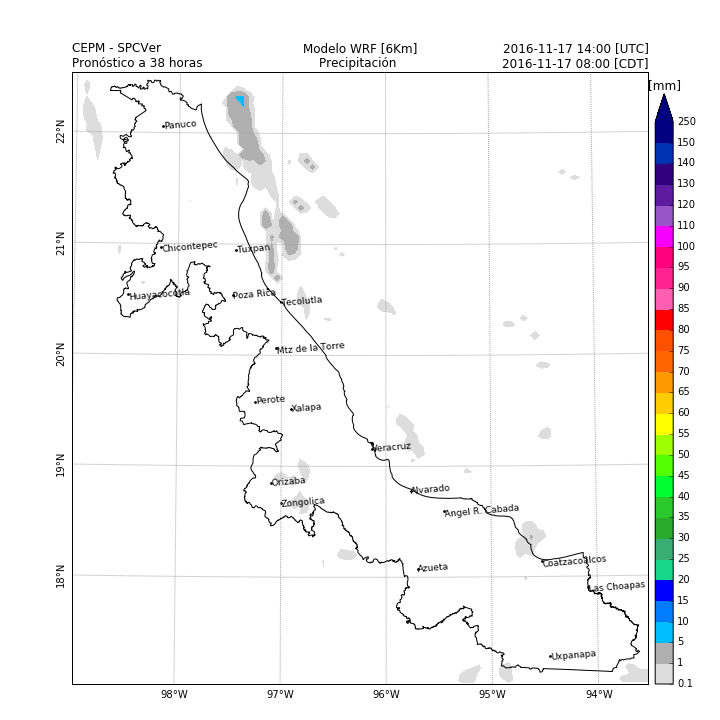 CEPM - SPCVer Modelo WRF [6Km] 2016-11-17 14:00 [UTC]
Pronóstico a 38 horas Precipitación 2016-11-17 08:00 [CDT]
[mm]
250
150
140
130
120
110
100
95
90
85
80
75
70
65
60
55
50
45
40
35
30
25
20
15
10
5
1
0.1
22°N
21°N
20°N
19°N
18°N
Panuco
Chicontepec
Tuxpan
Huayacocotla
Poza Rica
Tecolutla
Mtz de la Torre
Perote
Xalapa
Veracruz
Orizaba
Alvarado
Zongolica
Angel R. Cabada
Coatzacoalcos
Azueta
Las Choapas
Uxpanapa
98°W 97°W 96°W 95°W 94°W